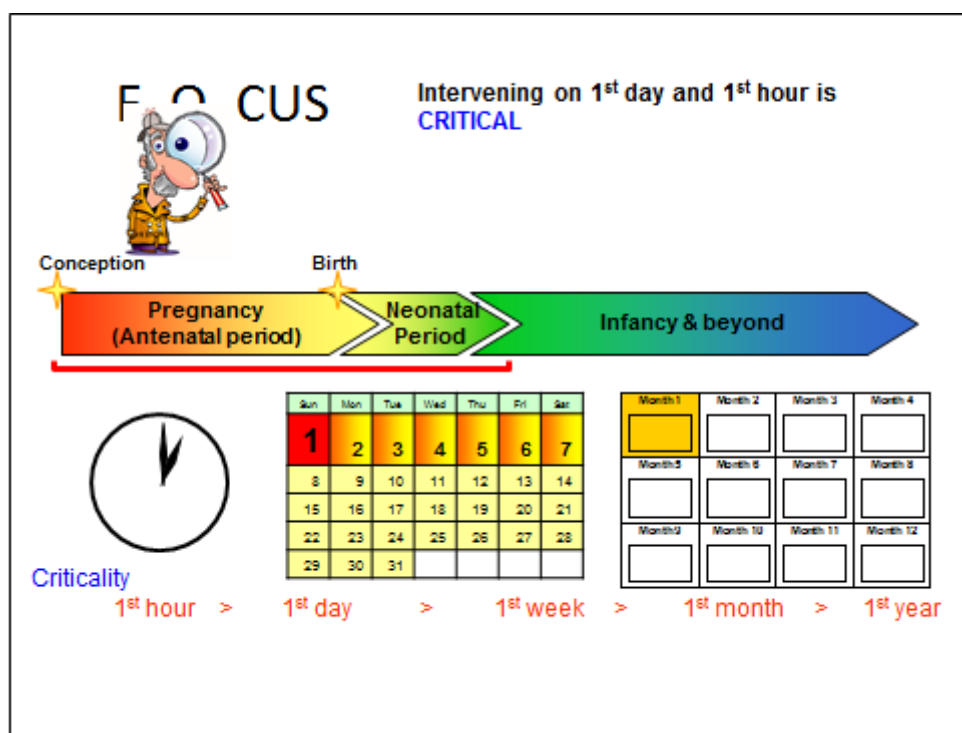 F O CUS
Intervening on 1st day and 1st hour is
CRITICAL
Conception
Birth
Pregnancy
(Antenatal period)
Neonatal
Period
Infancy & beyond
Sun Mon Tue Wed Thu Fri Sat
1 2 3 4 5 6 7
8 9 10 11 12 13 14
15 16 17 18 19 20 21
22 23 24 25 26 27 28
29 30 31
Month 1 Month 2 Month 3 Month 4
Month5 Month 6 Month 7 Month 8
Month9 Month 10 Month 11 Month 12
Criticality
1st hour > 1st day > 1st week > 1st month > 1st year